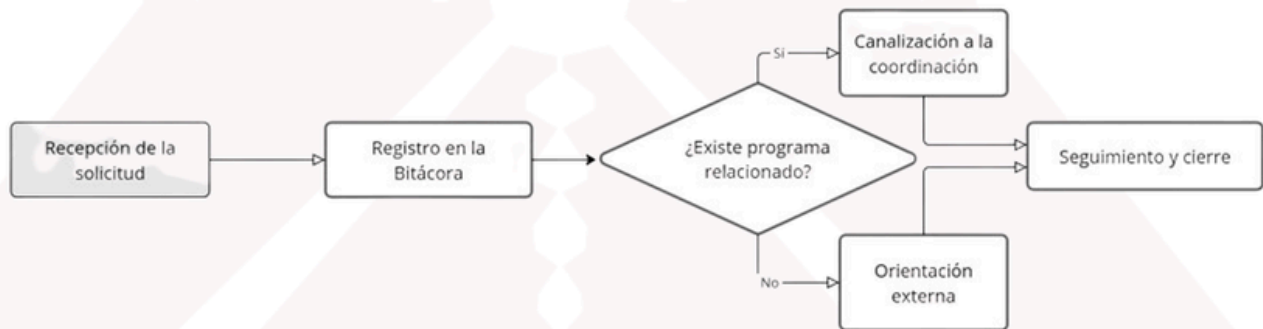 Recepción de la
solicitud
Registro en la
Bitácora
¿Existe programa
relacionado?
Si
Canalización a la
coordinación
No
Orientación
externa
Seguimiento y cierre